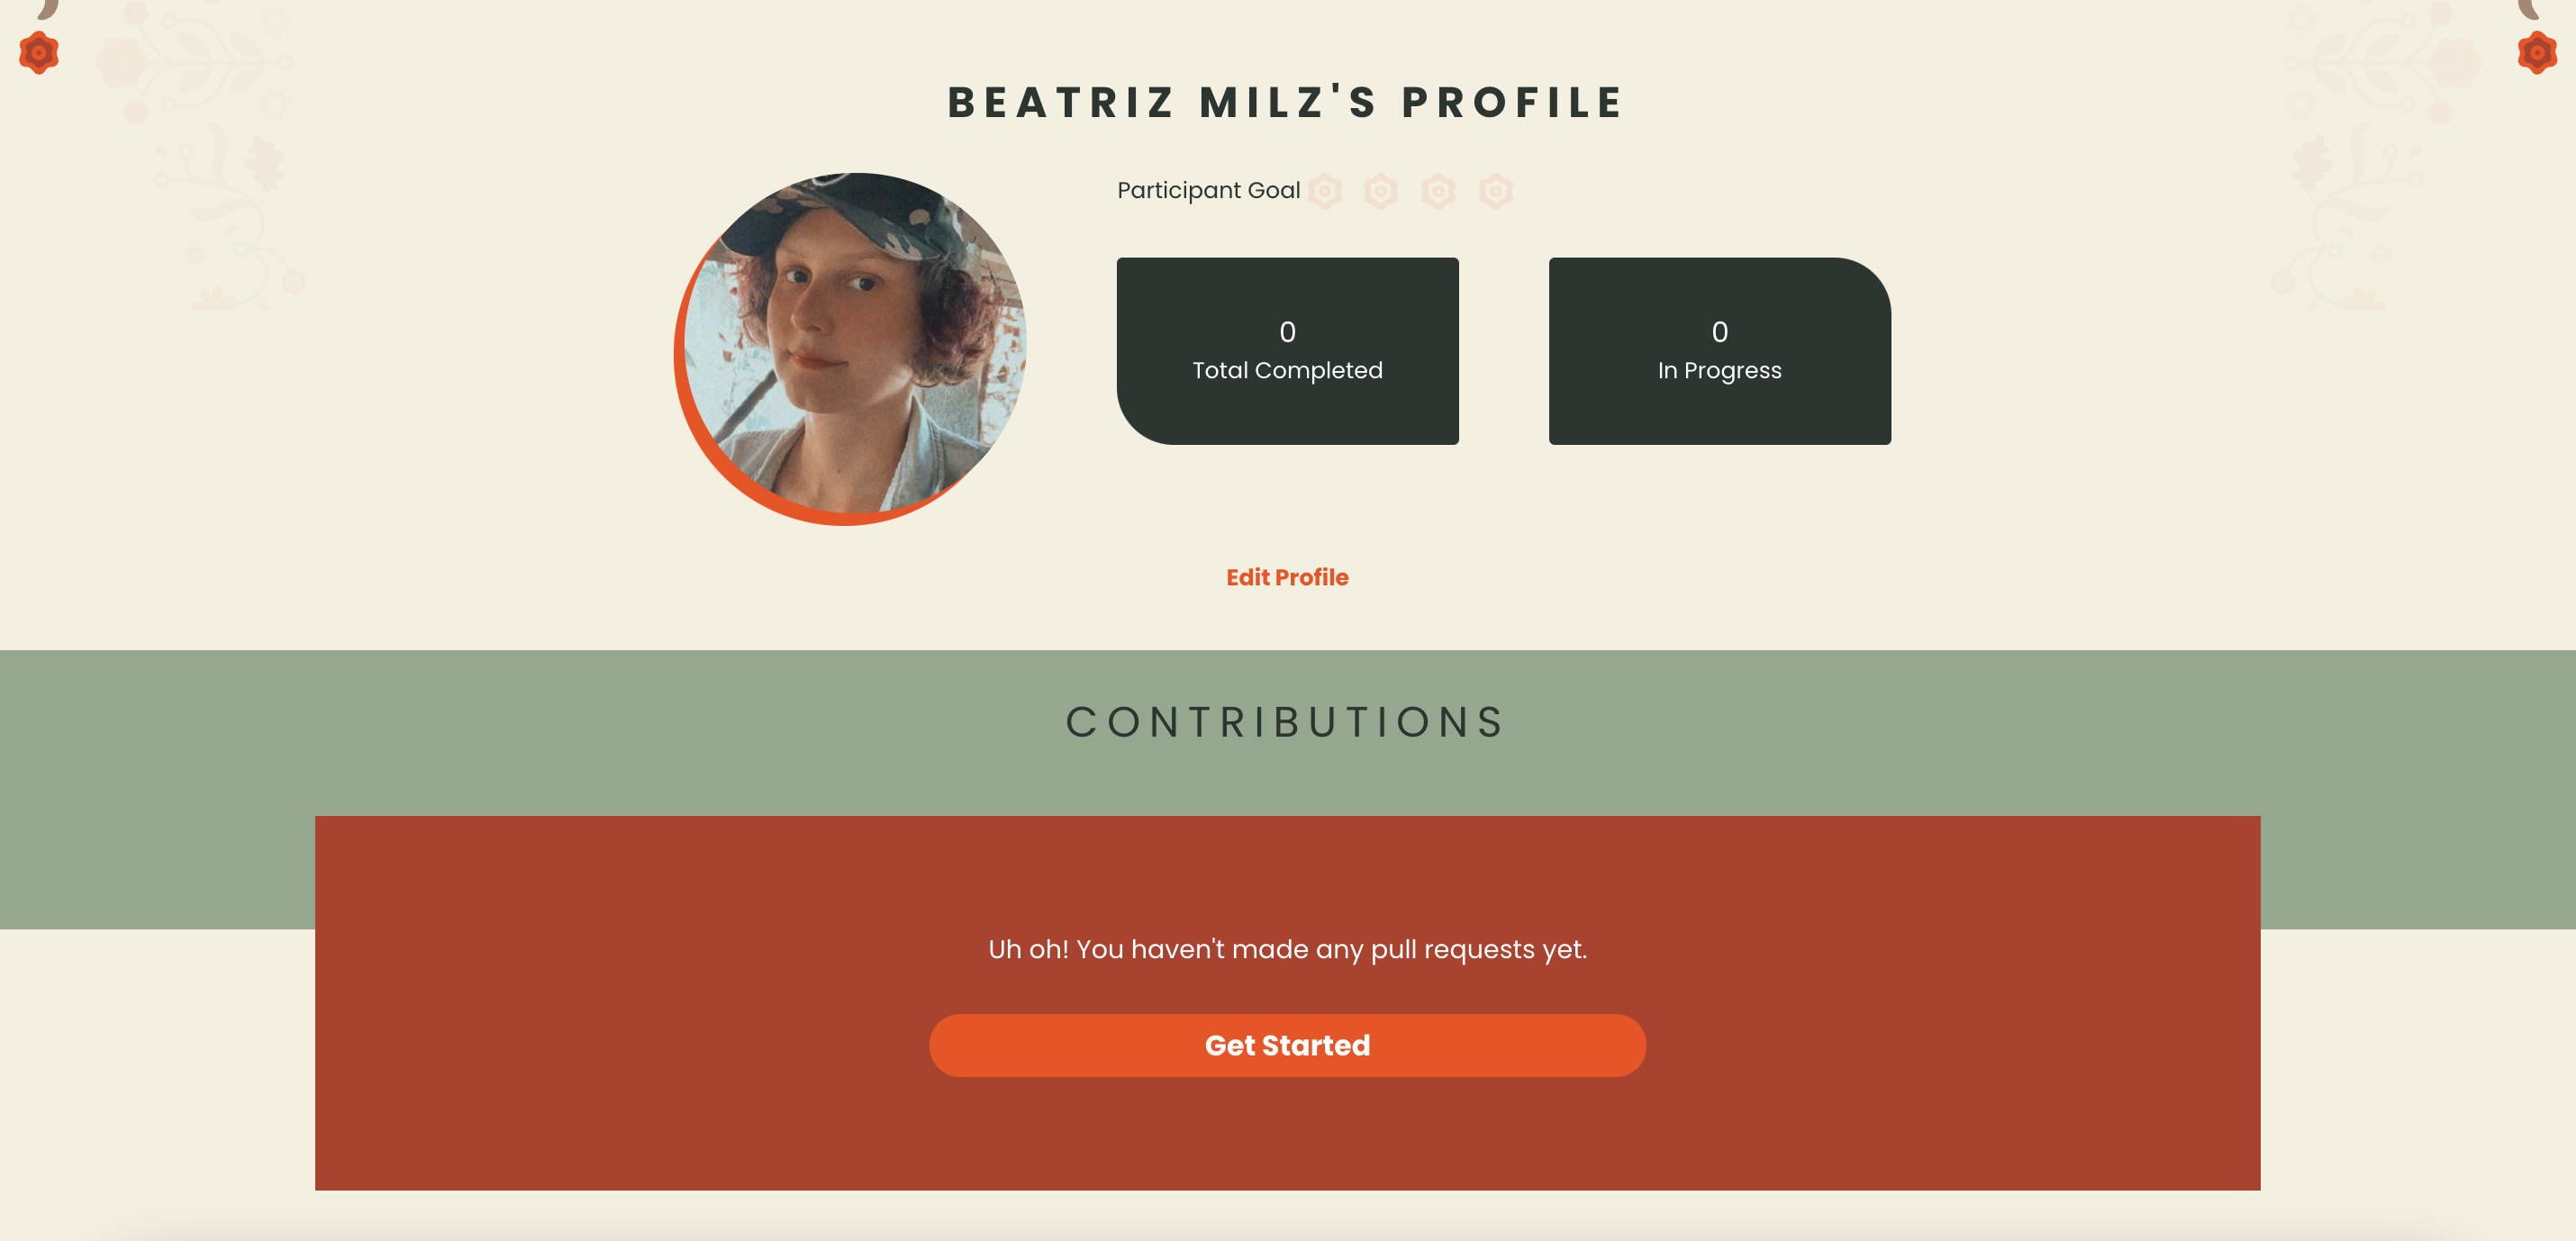 BEATRIZ MILZ'S PROFILE
Participant Goal
0
Total Completed
0
In Progress
Edit Profile
CONTRIBUTIONS
Uh oh! You haven't made any pull requests yet.
Get Started